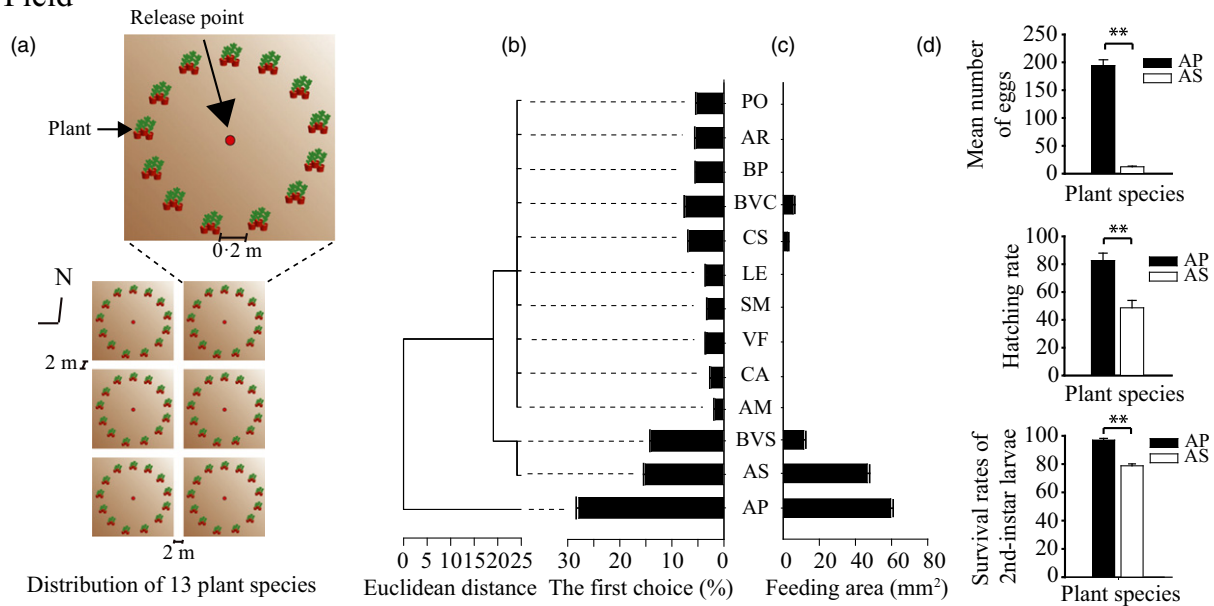 Field
(a)
Release point
Plant
0·2 m
N
2 m
2 m
Distribution of 13 plant species
(b)
PO
AR
BP
BVC
CS
LE
SM
VF
CA
AM
BVS
AS
AP
0 5 10 15 20 25
Euclidean distance
30 20 10 0
The first choice (%)
(c)
0 20 40 60 80
Feeding area (mm²)
(d)
Mean number
of eggs
250
200
150
100
50
0
**
AP
AS
Plant species
Hatching rate
100
80
60
40
20
0
**
AP
AS
Plant species
Survival rates of
2nd-instar larvae
100
80
60
40
20
0
**
AP
AS
Plant species